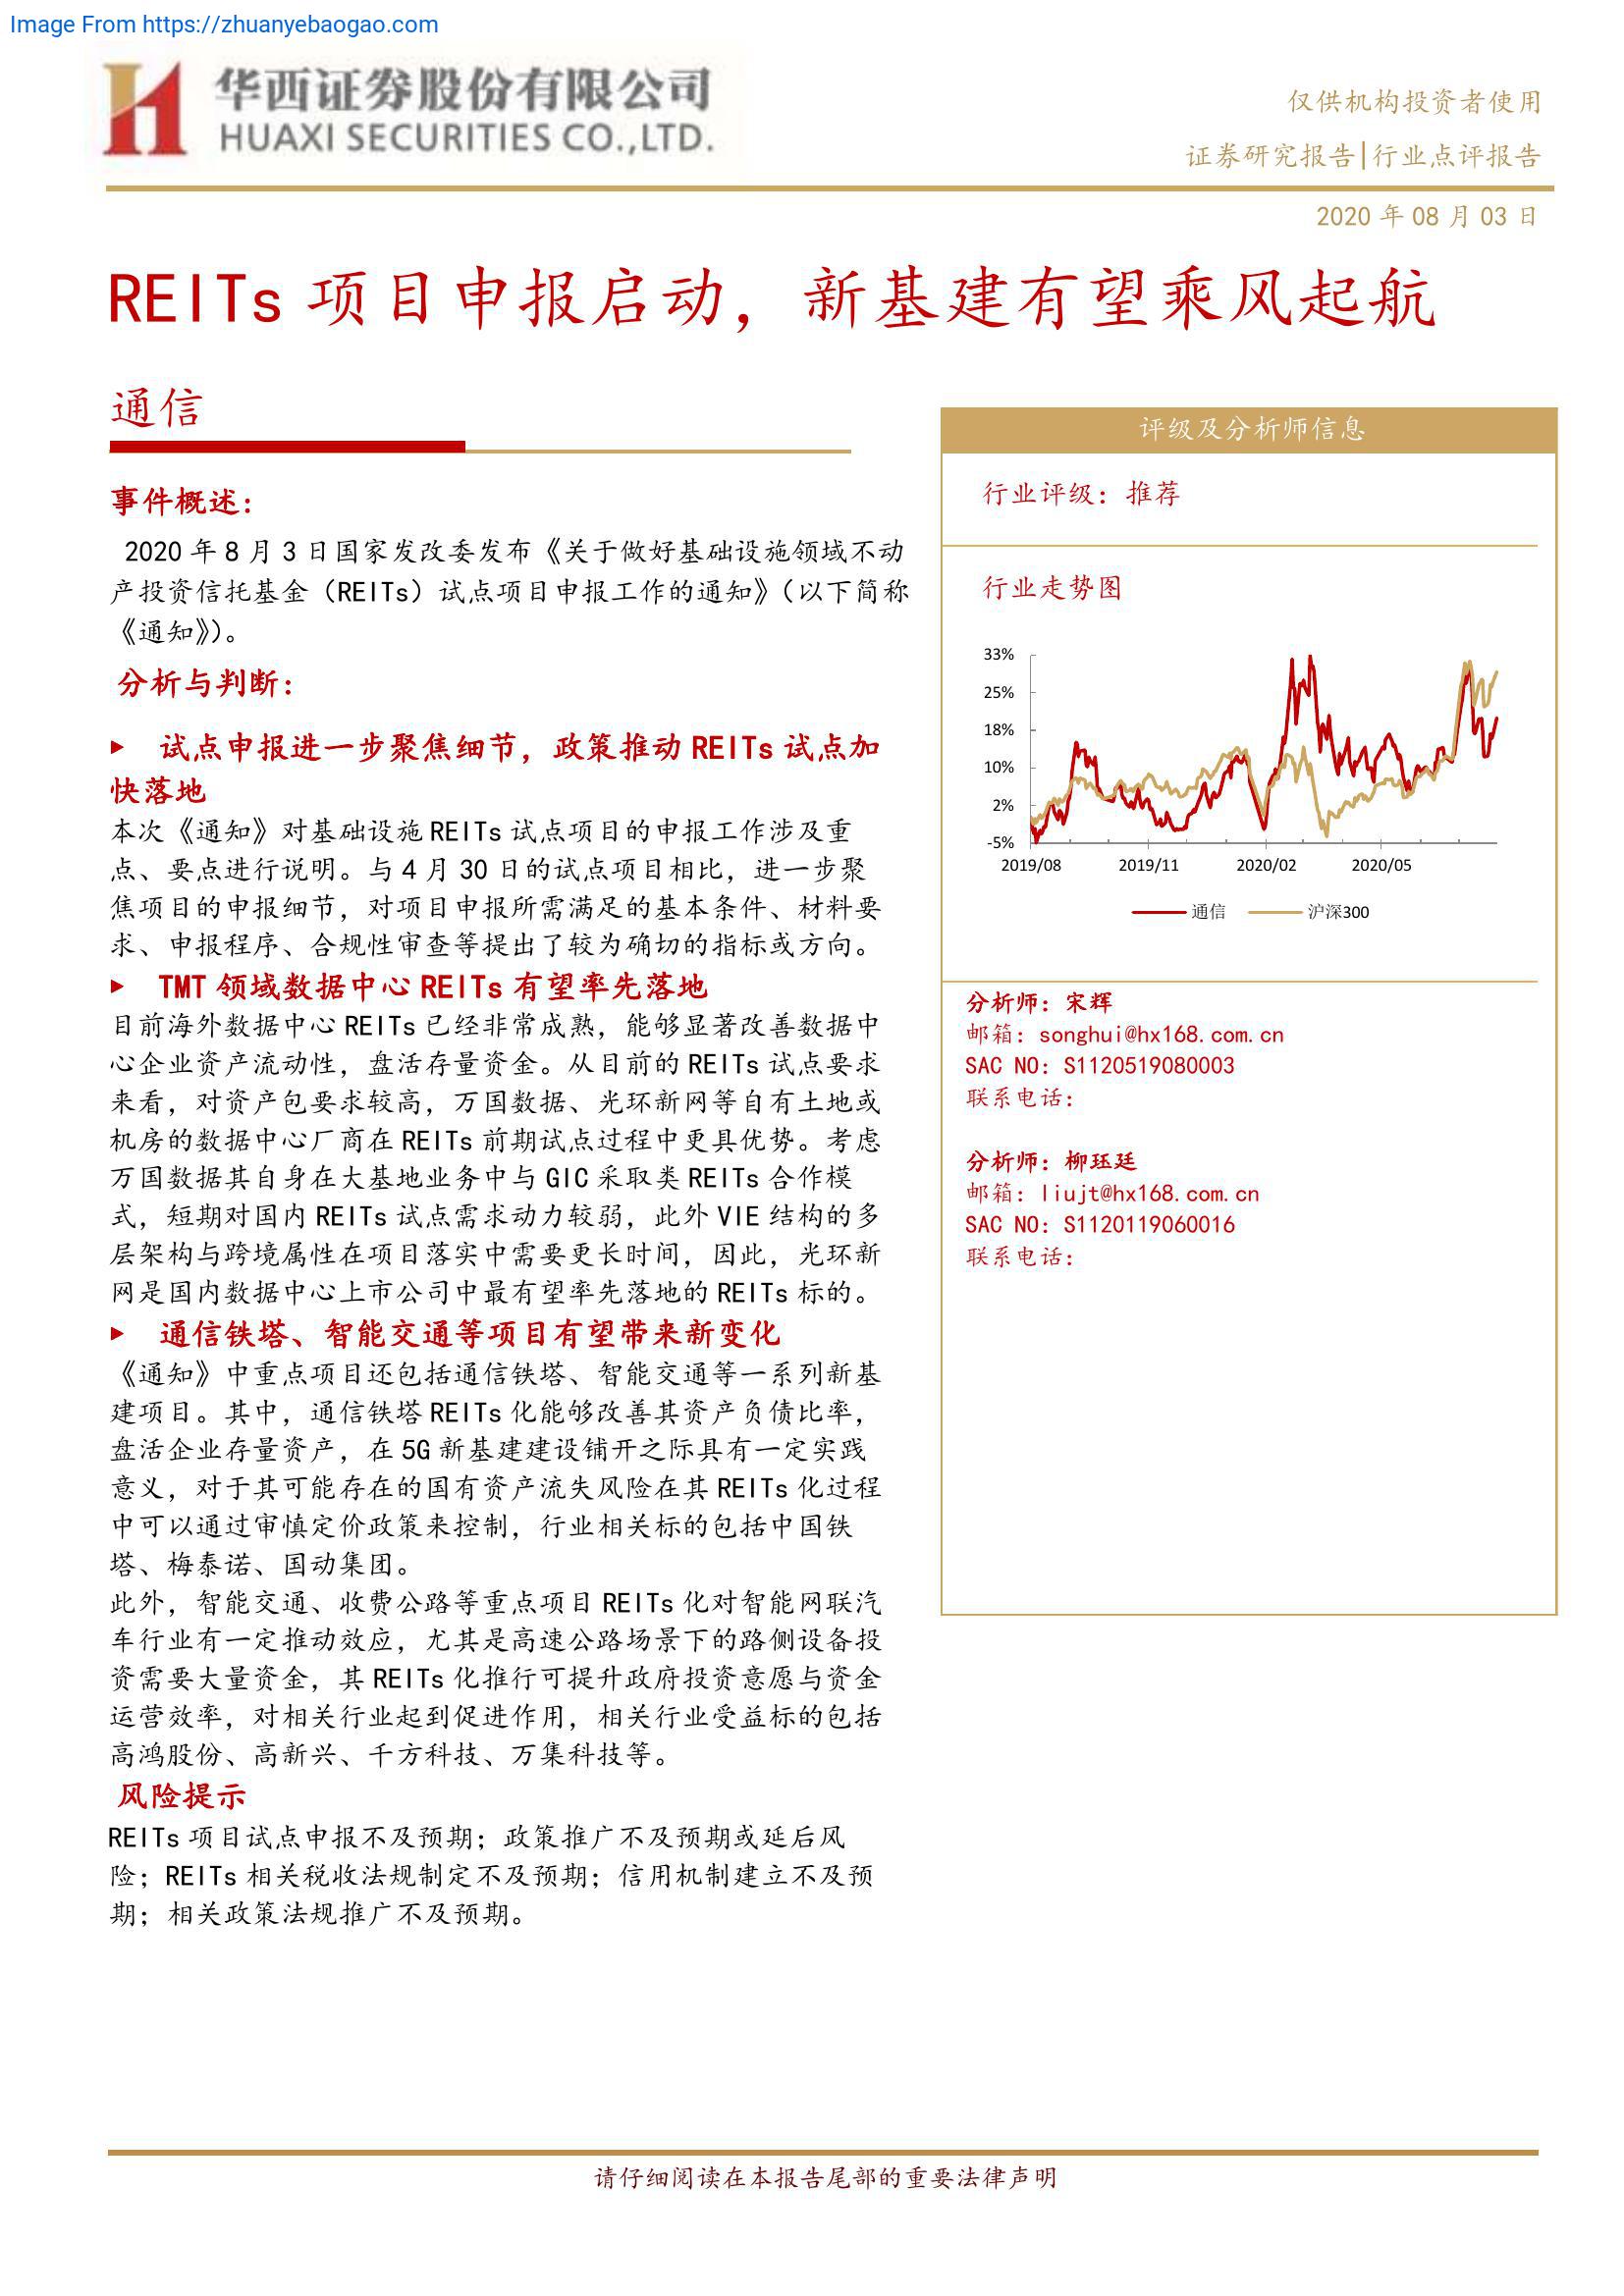 Image From https://zhuanyebaogao.com
华西证券股份有限公司
HUAXI SECURITIES CO.,LTD.
仅供机构投资者使用
证券研究报告|行业点评报告
2020 年 08 月 03 日
REITs 项目申报启动，新基建有望乘风起航
通信
事件概述：
2020 年 8 月 3 日国家发改委发布《关于做好基础设施领域不动
产投资信托基金（REITs）试点项目申报工作的通知》（以下简称
《通知》）。
分析与判断：
► 试点申报进一步聚焦细节，政策推动 REITs 试点加
快落地
本次《通知》对基础设施 REITs 试点项目的申报工作涉及重
点、要点进行说明。与 4 月 30 日的试点项目相比，进一步聚
焦项目的申报细节，对项目申报所需满足的基本条件、材料要
求、申报程序、合规性审查等提出了较为确切的指标或方向。
► TMT 领域数据中心 REITs 有望率先落地
目前海外数据中心 REITs 已经非常成熟，能够显著改善数据中
心企业资产流动性，盘活存量资金。从目前的 REITs 试点要求
来看，对资产包要求较高，万国数据、光环新网等自有土地或
机房的数据中心厂商在 REITs 前期试点过程中更具优势。考虑
万国数据其自身在大基地业务中与 GIC 采取类 REITs 合作模
式，短期对国内 REITs 试点需求动力较弱，此外 VIE 结构的多
层架构与跨境属性在项目落实中需要更长时间，因此，光环新
网是国内数据中心上市公司中最有望率先落地的 REITs 标的。
► 通信铁塔、智能交通等项目有望带来新变化
《通知》中重点项目还包括通信铁塔、智能交通等一系列新基
建项目。其中，通信铁塔 REITs 化能够改善其资产负债比率，
盘活企业存量资产，在 5G 新基建建设铺开之际具有一定实践
意义，对于其可能存在的国有资产流失风险在其 REITs 化过程
中可以通过审慎定价政策来控制，行业相关标的包括中国铁
塔、梅泰诺、国动集团。
此外，智能交通、收费公路等重点项目 REITs 化对智能网联汽
车行业有一定推动效应，尤其是高速公路场景下的路侧设备投
资需要大量资金，其 REITs 化推行可提升政府投资意愿与资金
运营效率，对相关行业起到促进作用，相关行业受益标的包括
高鸿股份、高新兴、千方科技、万集科技等。
风险提示
REITs 项目试点申报不及预期；政策推广不及预期或延后风
险；REITs 相关税收法规制定不及预期；信用机制建立不及预
期；相关政策法规推广不及预期。
评级及分析师信息
行业评级：推荐
行业走势图
33%
25%
18%
10%
2%
-5%
2019/08 2019/11 2020/02 2020/05
通信 沪深300
分析师：宋辉
邮箱：songhui@hx168.com.cn
SAC NO：S1120519080003
联系电话：
分析师：柳珏廷
邮箱：liujt@hx168.com.cn
SAC NO：S1120119060016
联系电话：
请仔细阅读在本报告尾部的重要法律声明